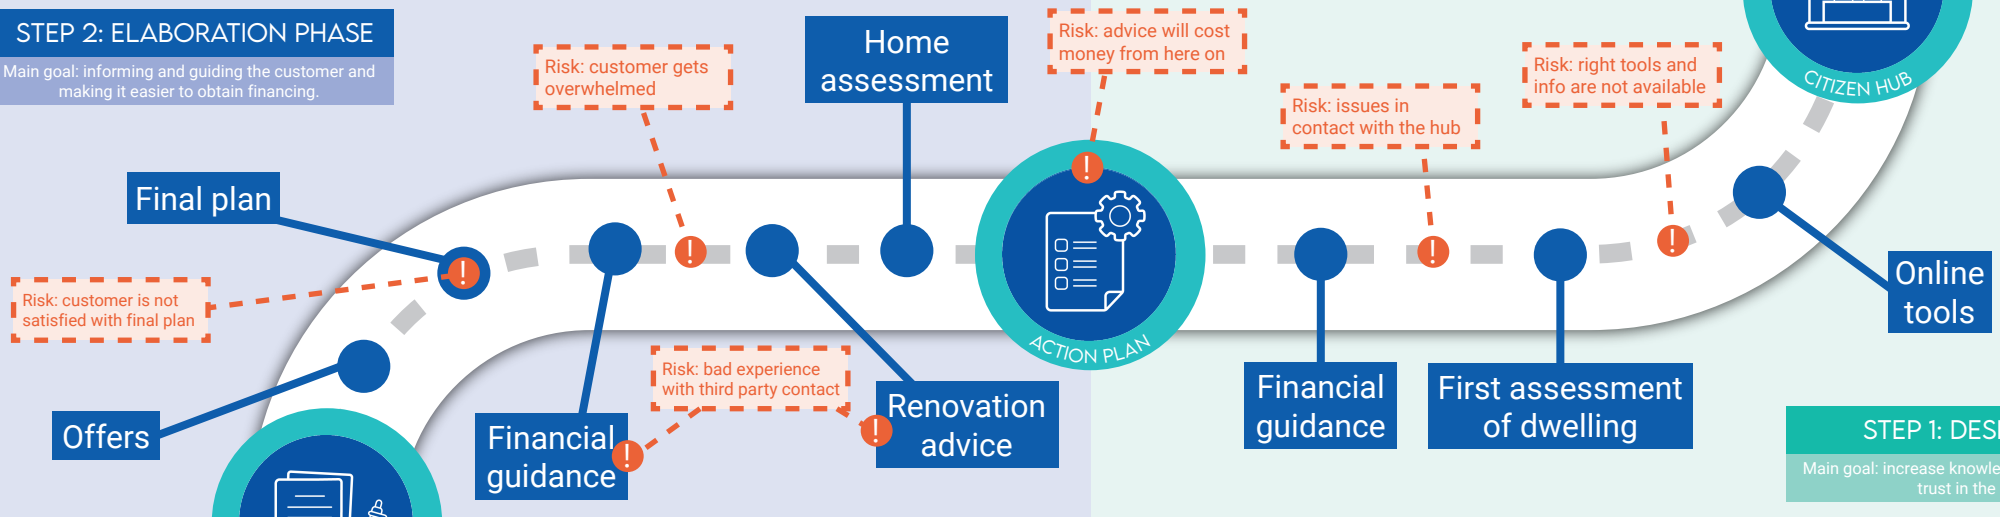 STEP 2: ELABORATION PHASE
Main goal: informing and guiding the customer and
making it easier to obtain financing.
Risk: customer gets
overwhelmed
Home
assessment
Risk: advice will cost
money from here on
Risk: issues in
contact with the hub
Risk: right tools and
info are not available
CITIZEN HUB
Final plan
Risk: customer is not
satisfied with final plan
Offers
Financial
guidance
Risk: bad experience
with third party contact
Renovation
advice
ACTION PLAN
Financial
guidance
First assessment
of dwelling
Online
tools
STEP 1: DESI
Main goal: increase knowle
trust in the